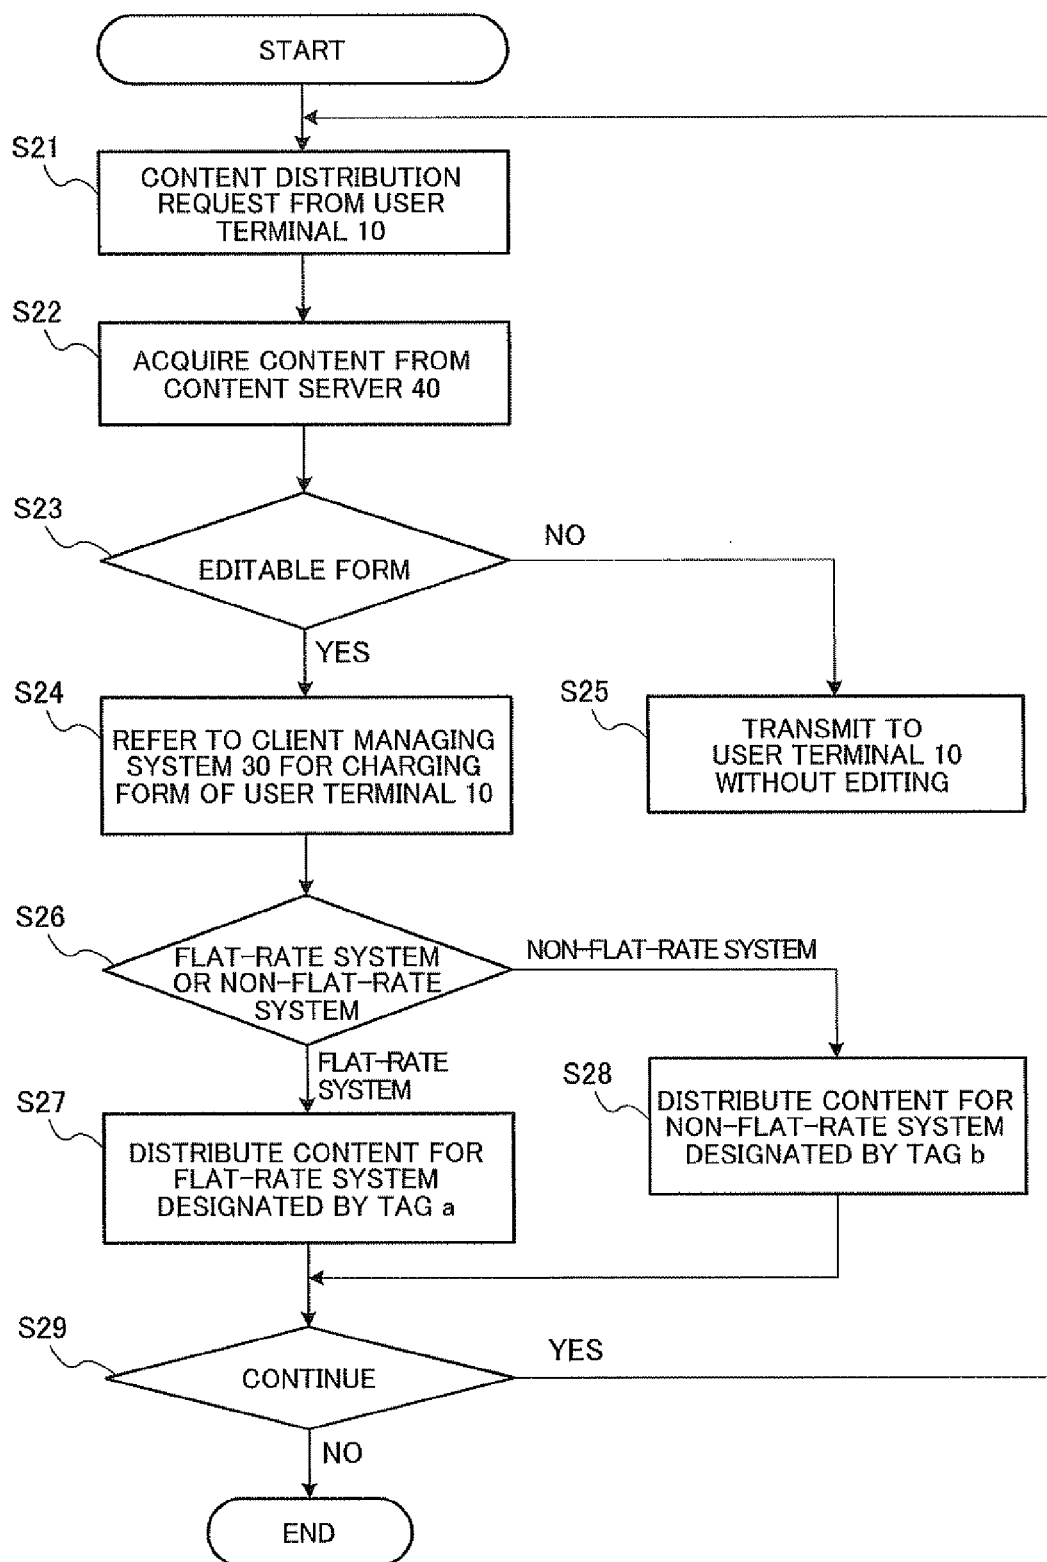 START
S21
CONTENT DISTRIBUTION
REQUEST FROM USER
TERMINAL 10
S22
ACQUIRE CONTENT FROM
CONTENT SERVER 40
S23
EDITABLE FORM
NO
YES
S24
REFER TO CLIENT MANAGING
SYSTEM 30 FOR CHARGING
FORM OF USER TERMINAL 10
S25
TRANSMIT TO
USER TERMINAL 10
WITHOUT EDITING
S26
FLAT-RATE SYSTEM
OR NON-FLAT-RATE
SYSTEM
NON-FLAT-RATE SYSTEM
FLAT-RATE
SYSTEM
S27
DISTRIBUTE CONTENT FOR
FLAT-RATE SYSTEM
DESIGNATED BY TAG a
S28
DISTRIBUTE CONTENT FOR
NON-FLAT-RATE SYSTEM
DESIGNATED BY TAG b
S29
CONTINUE
YES
NO
END